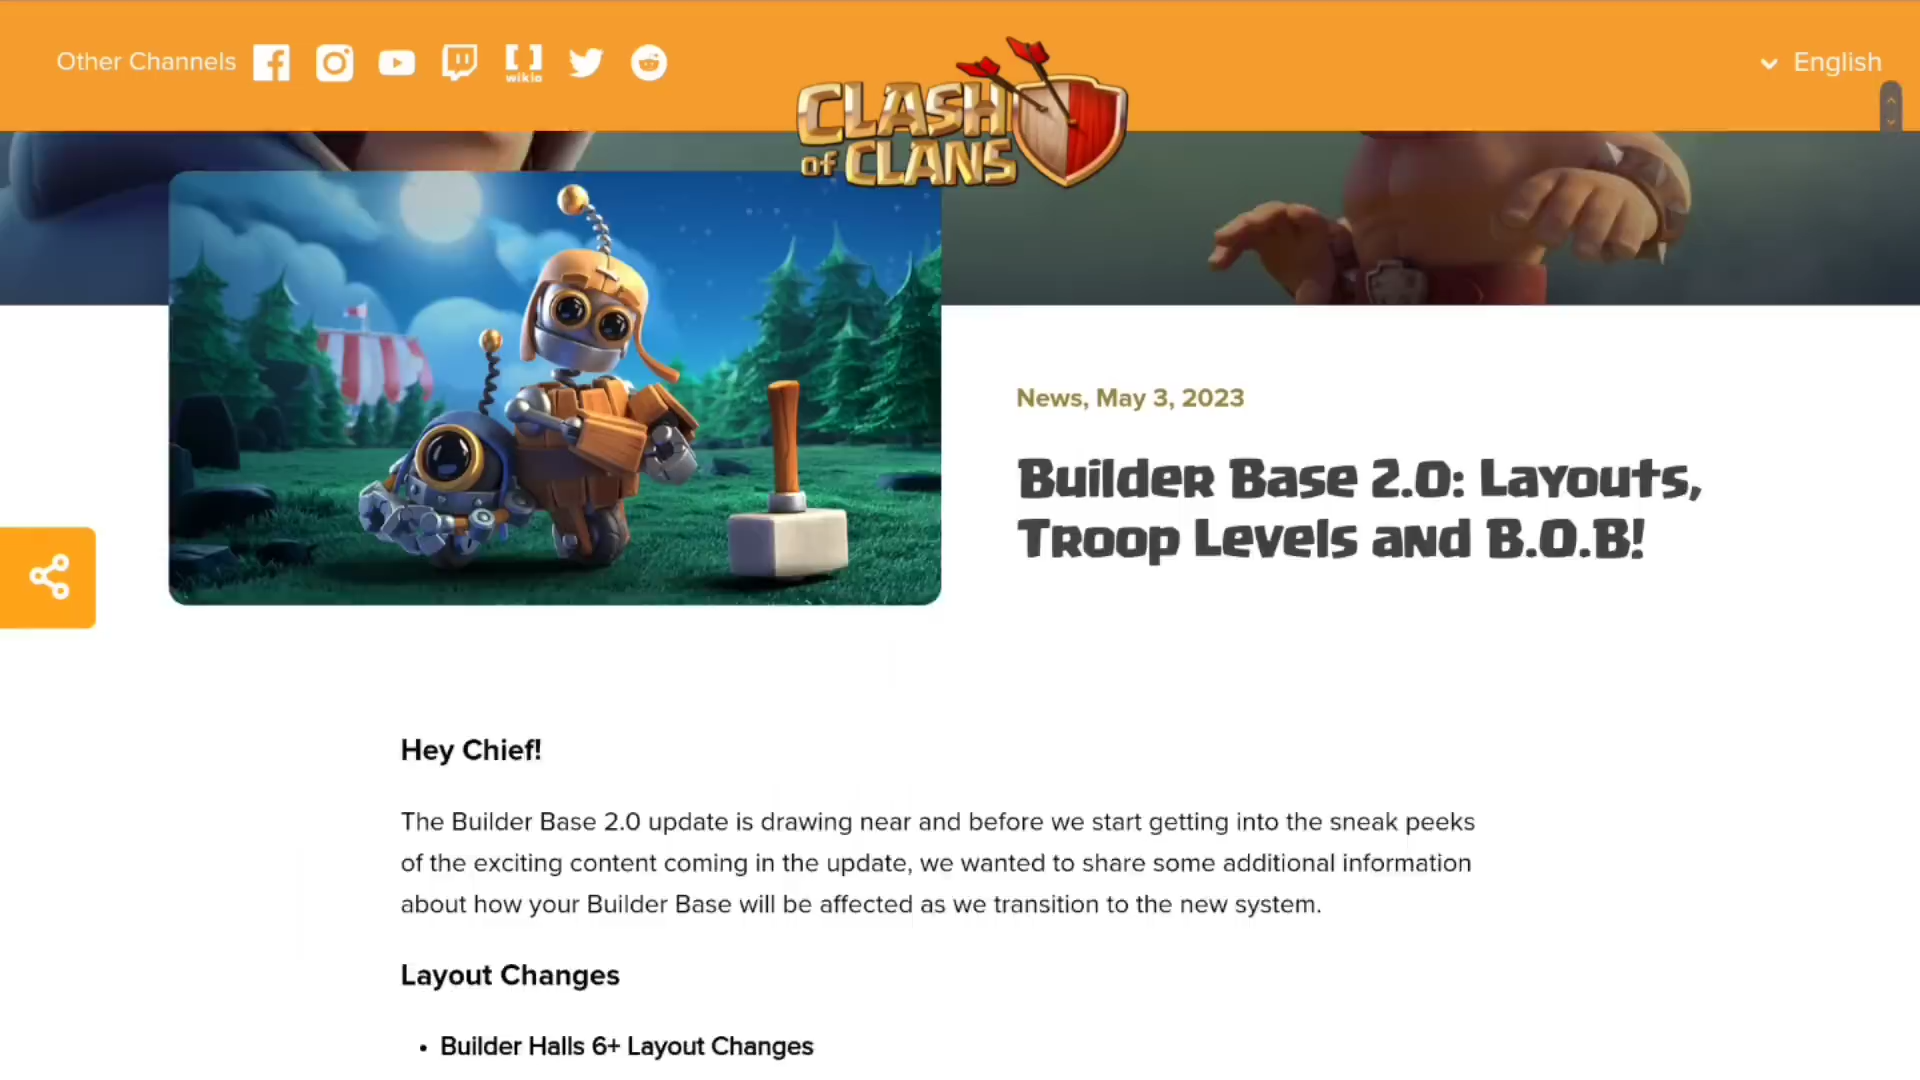 Other Channels
wikia
CLASH
of CLANS
English
News, May 3, 2023
Builder Base 2.0: Layouts,
Troop Levels and B.O.B!
Hey Chief!
The Builder Base 2.0 update is drawing near and before we start getting into the sneak peeks
of the exciting content coming in the update, we wanted to share some additional information
about how your Builder Base will be affected as we transition to the new system.
Layout Changes
• Builder Halls 6+ Layout Changes